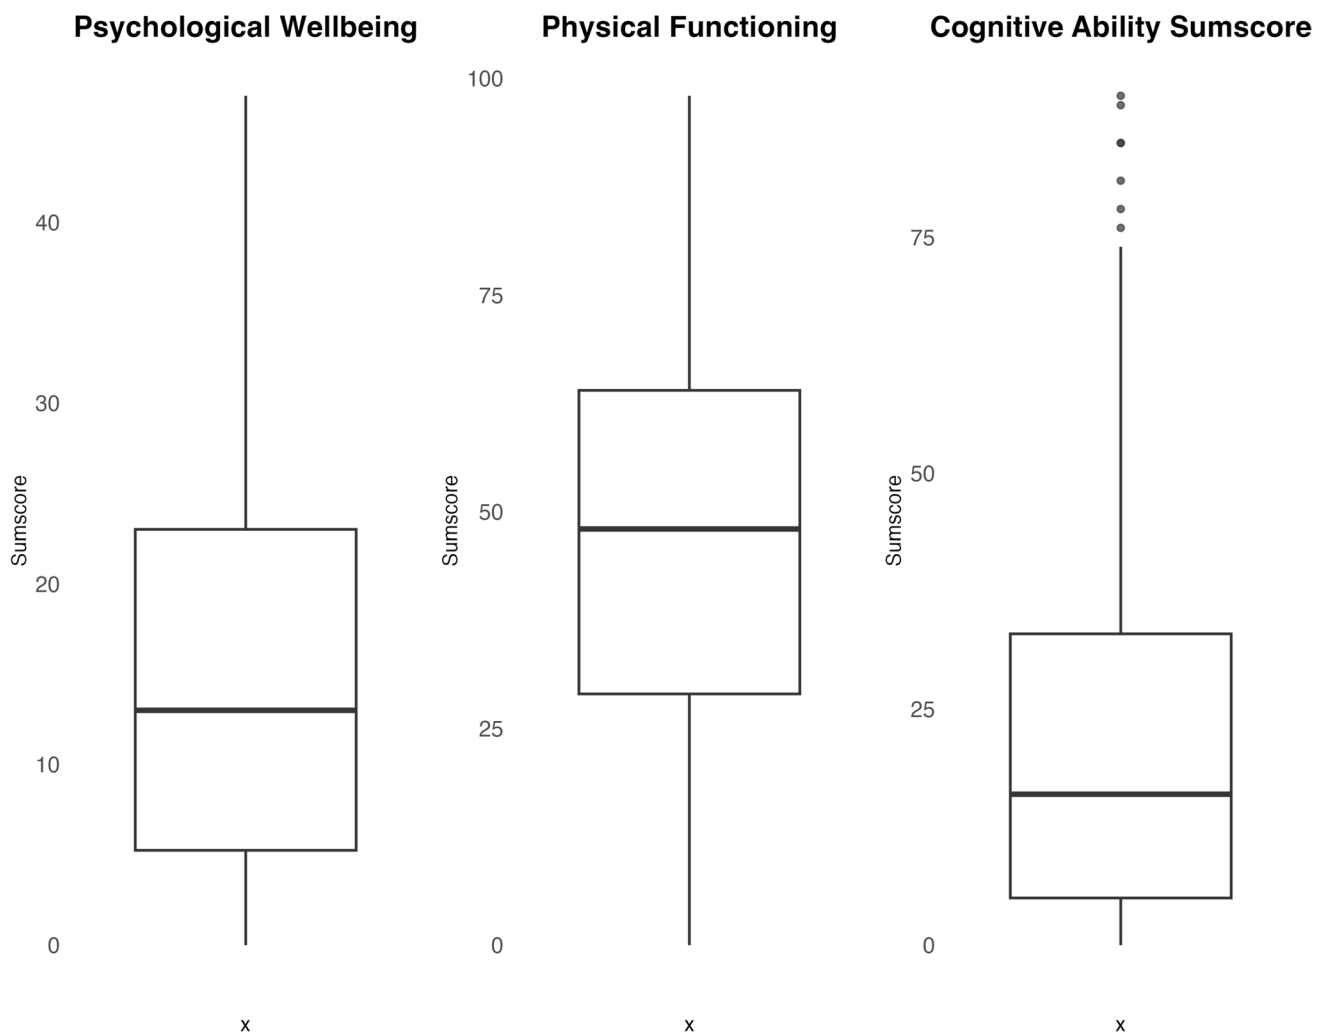 Psychological Wellbeing
Sumscore
40
30
20
10
0
x
Physical Functioning
Sumscore
100
75
50
25
0
x
Cognitive Ability Sumscore
Sumscore
75
50
25
0
x